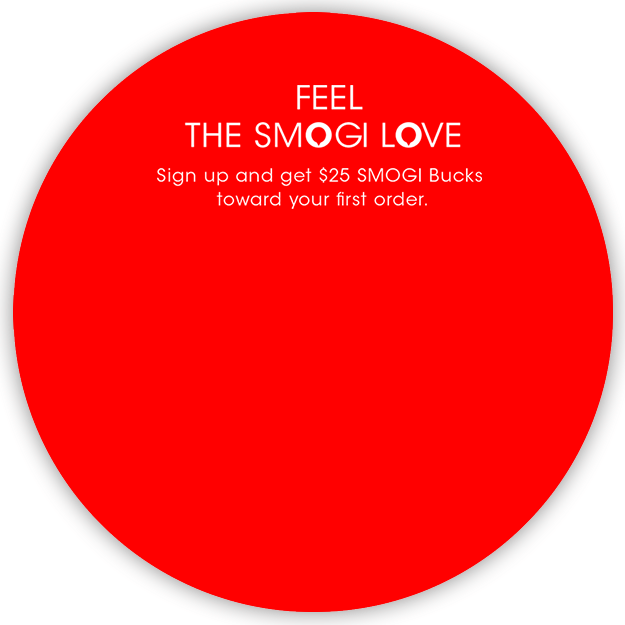 FEEL
THE SMOGI LOVE
Sign up and get $25 SMOGI Bucks
toward your first order.